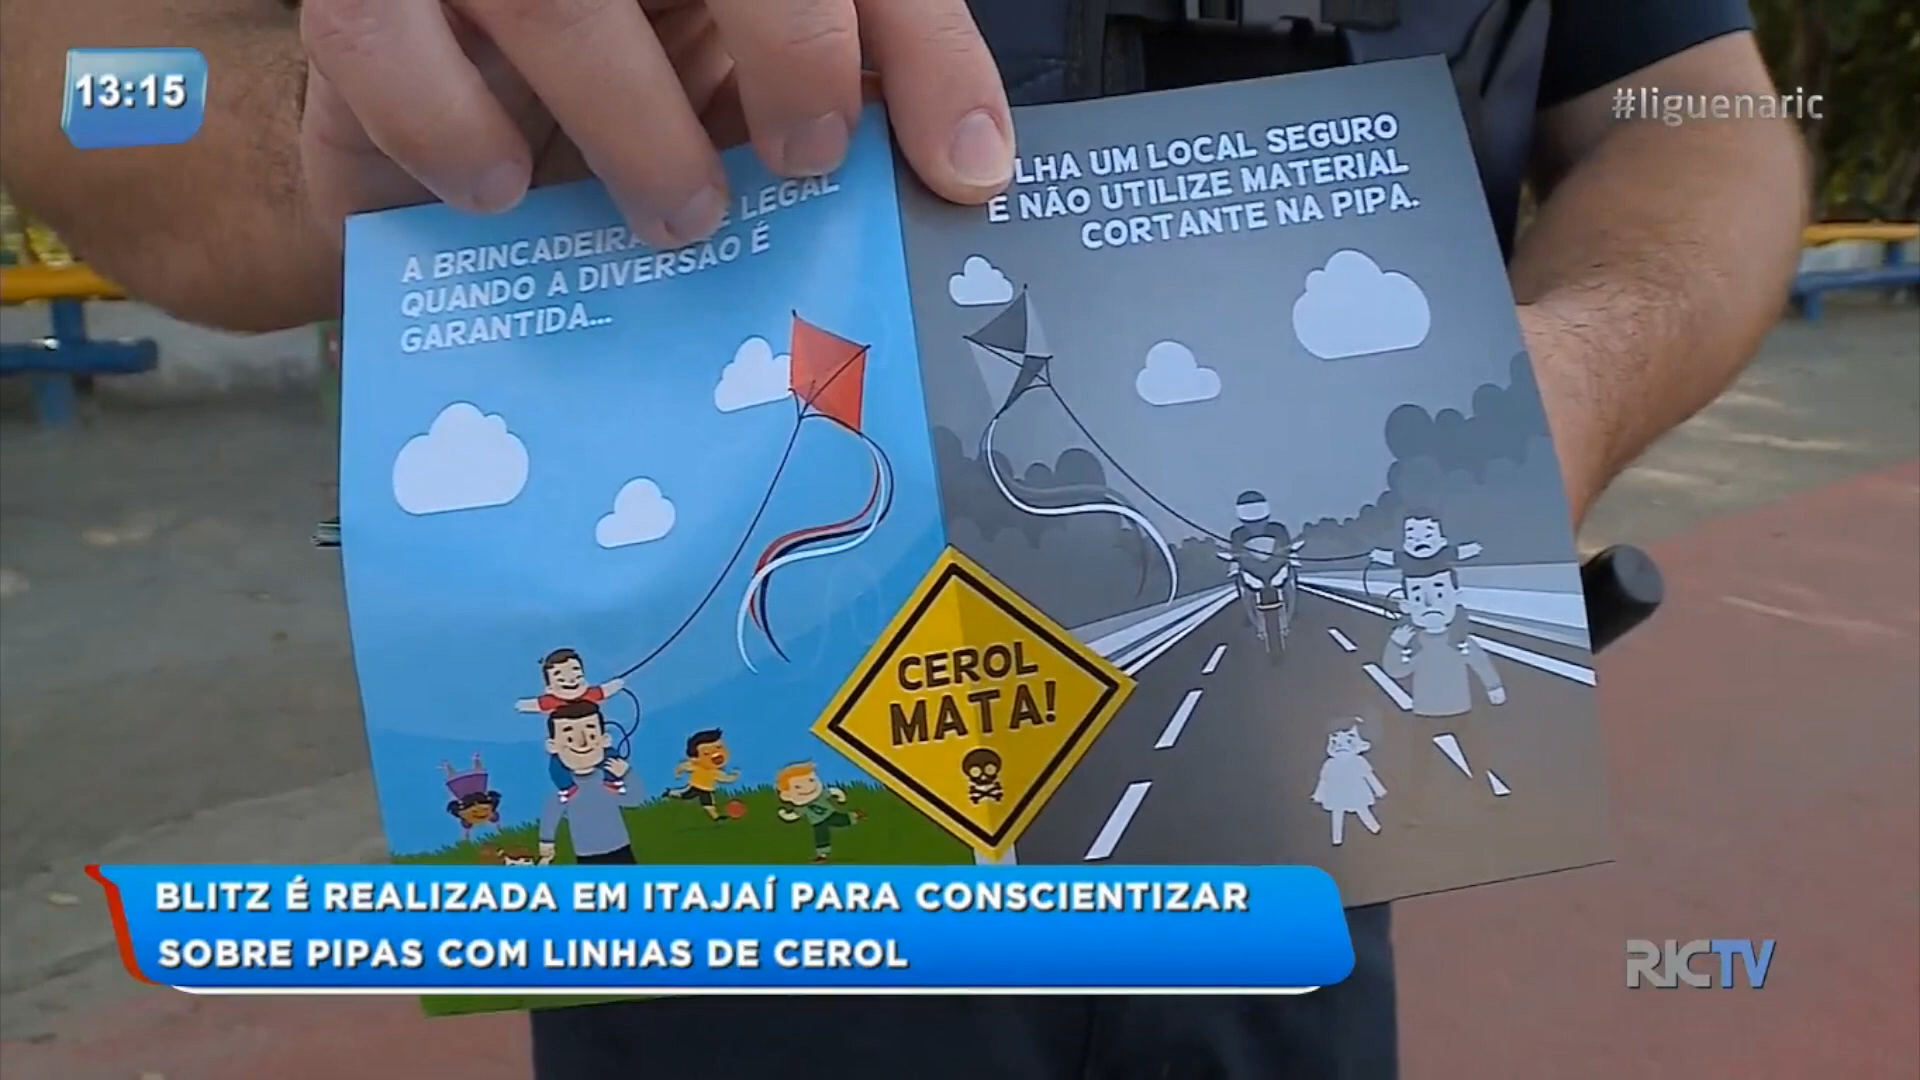 13:15
#liguenaric
A BRINCADEIRA LEGAL
QUANDO A DIVERSÃO É
GARANTIDA...
LHA UM LOCAL SEGURO
E NÃO UTILIZE MATERIAL
CORTANTE NA PIPA.
CEROL
MATA!
BLITZ É REALIZADA EM ITAJAÍ PARA CONSCIENTIZAR
SOBRE PIPAS COM LINHAS DE CEROL
RICTV